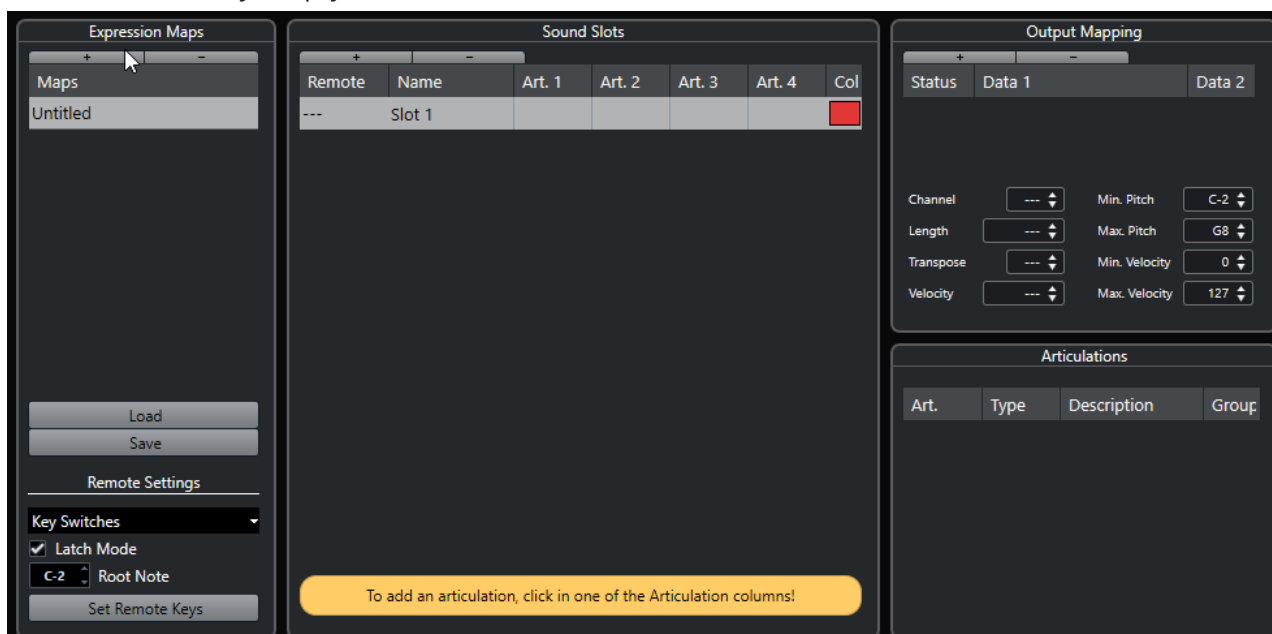 Expression Maps
+ -
Maps
Untitled
Load
Save
Remote Settings
Key Switches
Latch Mode
C-2 Root Note
Set Remote Keys
Sound Slots
+ -
Remote Name Art. 1 Art. 2 Art. 3 Art. 4 Col
--- Slot 1
To add an articulation, click in one of the Articulation columns!
Output Mapping
+ -
Status Data 1 Data 2
Channel --- Min. Pitch C-2
Length --- Max. Pitch G8
Transpose --- Min. Velocity 0
Velocity --- Max. Velocity 127
Articulations
Art. Type Description Group